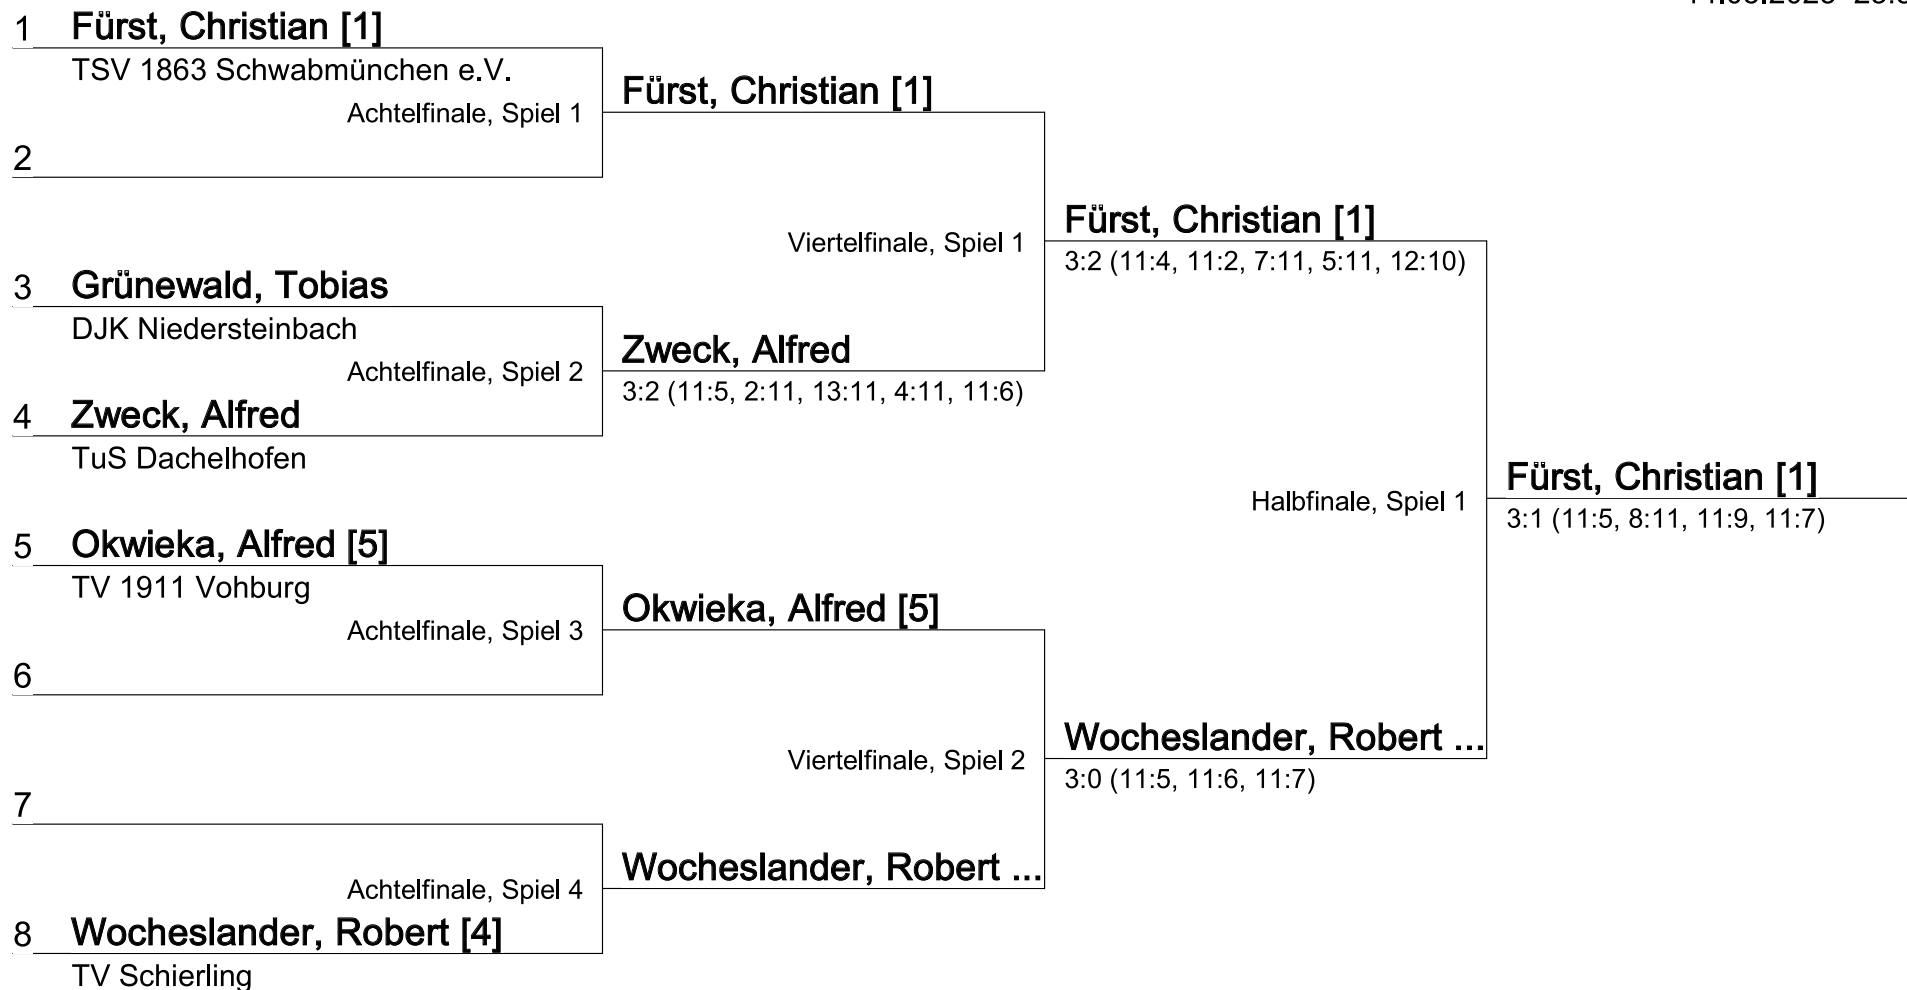 1 Fürst, Christian [1]
TSV 1863 Schwabmünchen e.V.
Achtelfinale, Spiel 1
Fürst, Christian [1]
2
Viertelfinale, Spiel 1
Fürst, Christian [1]
3:2 (11:4, 11:2, 7:11, 5:11, 12:10)
3 Grünewald, Tobias
DJK Niedersteinbach
Achtelfinale, Spiel 2
Zweck, Alfred
3:2 (11:5, 2:11, 13:11, 4:11, 11:6)
4 Zweck, Alfred
TuS Dachelhofen
Halbfinale, Spiel 1
Fürst, Christian [1]
3:1 (11:5, 8:11, 11:9, 11:7)
5 Okwieka, Alfred [5]
TV 1911 Vohburg
Achtelfinale, Spiel 3
Okwieka, Alfred [5]
6
Viertelfinale, Spiel 2
Wocheslander, Robert ...
3:0 (11:5, 11:6, 11:7)
7
Achtelfinale, Spiel 4
Wocheslander, Robert ...
8 Wocheslander, Robert [4]
TV Schierling